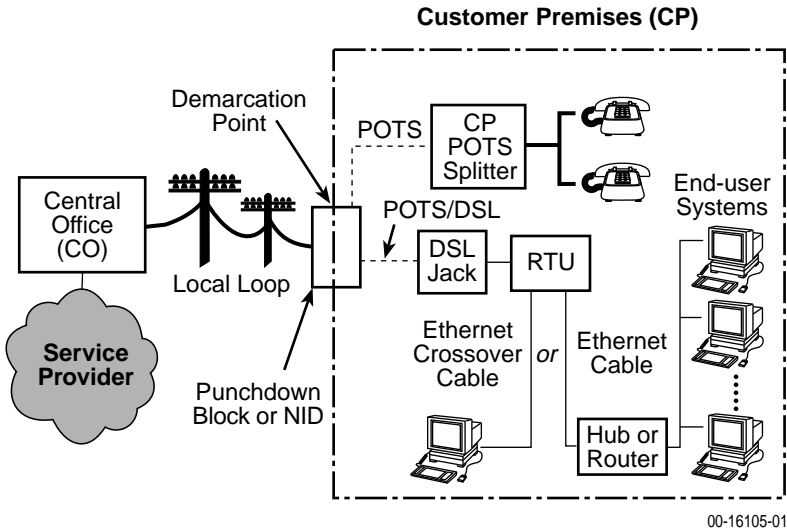 Customer Premises (CP)
Demarcation
Point
POTS
CP
POTS
Splitter
Central
Office
(CO)
Local Loop
POTS/DSL
DSL
Jack
RTU
End-user
Systems
Service
Provider
Punchdown
Block or NID
Ethernet
Crossover
Cable
or
Ethernet
Cable
Hub or
Router
00-16105-01